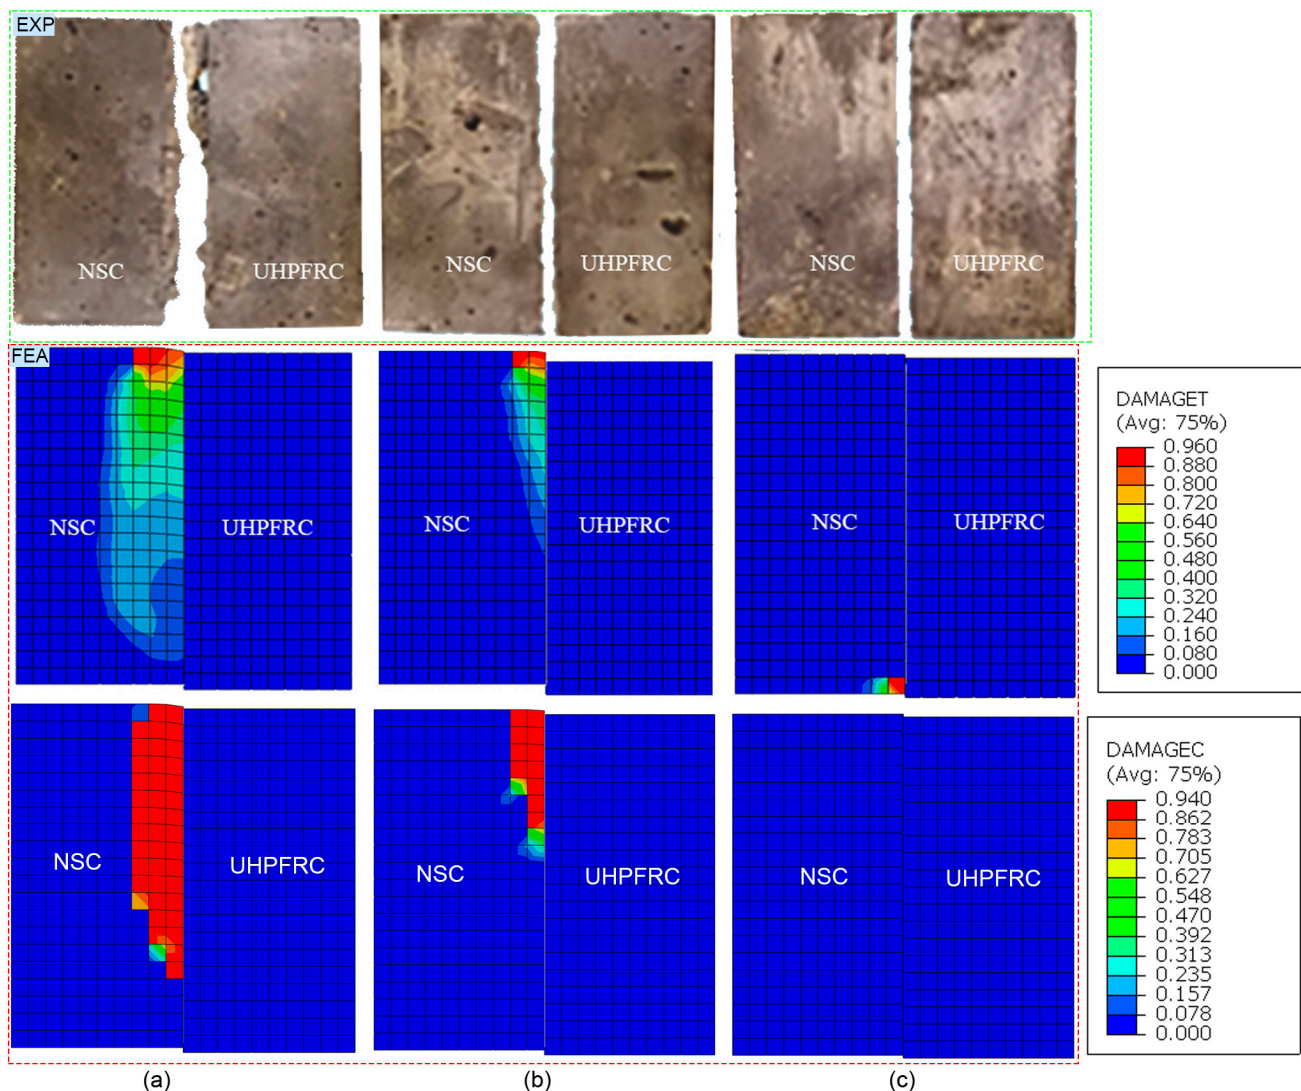 EXP
NSC UHPFRC NSC UHPFRC NSC UHPFRC
FEA
NSC UHPFRC NSC UHPFRC NSC UHPFRC
DAMAGET
(Avg: 75%)
0.960
0.880
0.800
0.720
0.640
0.560
0.480
0.400
0.320
0.240
0.160
0.080
0.000
NSC UHPFRC NSC UHPFRC NSC UHPFRC
DAMAGEC
(Avg: 75%)
0.940
0.862
0.783
0.705
0.627
0.548
0.470
0.392
0.313
0.235
0.157
0.078
0.000
(a) (b) (c)